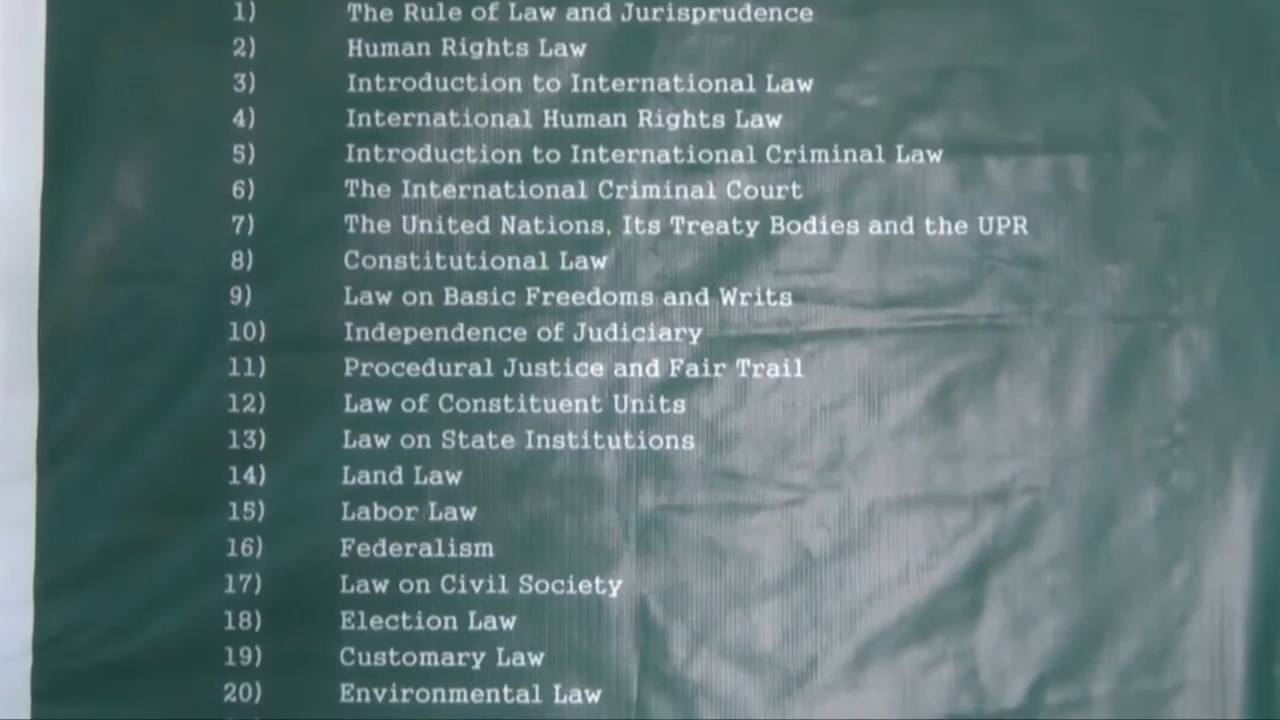 1) The Rule of Law and Jurisprudence
2) Human Rights Law
3) Introduction to International Law
4) International Human Rights Law
5) Introduction to International Criminal Law
6) The International Criminal Court
7) The United Nations, Its Treaty Bodies and the UPR
8) Constitutional Law
9) Law on Basic Freedoms and Writs
10) Independence of Judiciary
11) Procedural Justice and Fair Trail
12) Law of Constituent Units
13) Law on State Institutions
14) Land Law
15) Labor Law
16) Federalism
17) Law on Civil Society
18) Election Law
19) Customary Law
20) Environmental Law